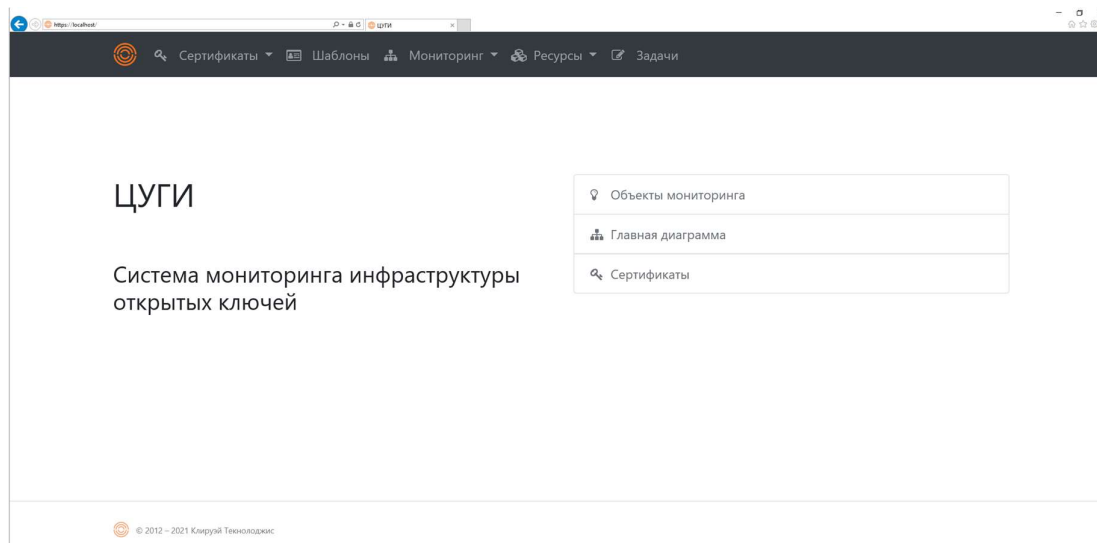 https://localhost/
ЦУГИ
Сертификаты Шаблоны Мониторинг Ресурсы Задачи
ЦУГИ
Система мониторинга инфраструктуры
открытых ключей
Объекты мониторинга
Главная диаграмма
Сертификаты
© 2012 – 2021 Клируэй Текнолоджис